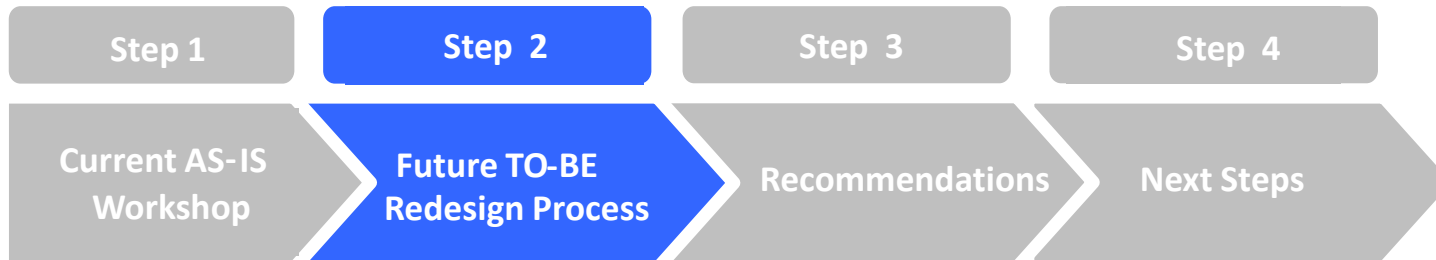 Step 1
Step 2
Step 3
Step 4
Current AS-IS
Workshop
Future TO-BE
Redesign Process
Recommendations
Next Steps